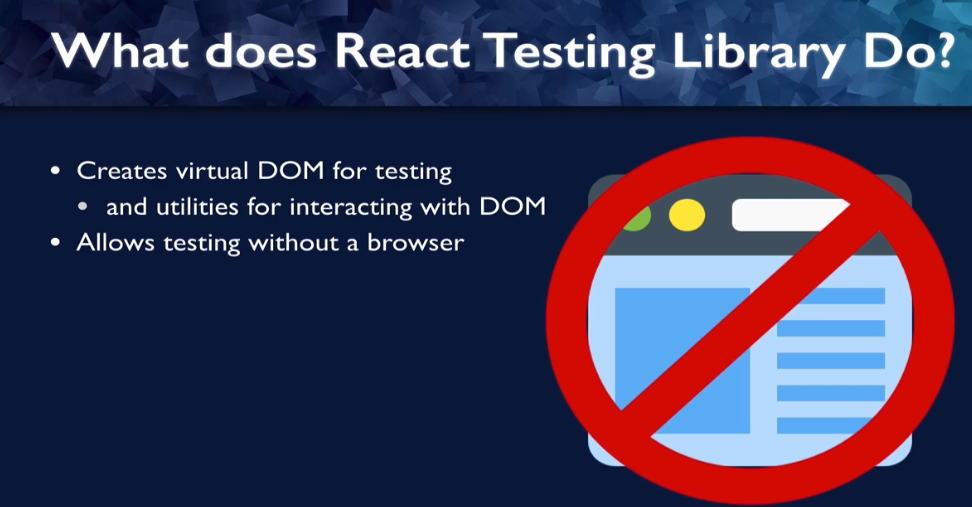 What does React Testing Library Do?
• Creates virtual DOM for testing
• and utilities for interacting with DOM
• Allows testing without a browser